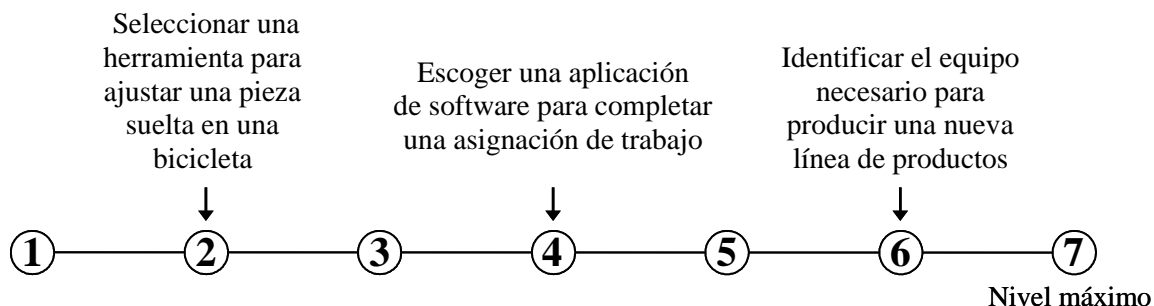 Seleccionar una
herramienta para
ajustar una pieza
suelta en una
bicicleta
Escoger una aplicación
de software para completar
una asignación de trabajo
Identificar el equipo
necesario para
producir una nueva
línea de productos
1 2 3 4 5 6 7
Nivel máximo